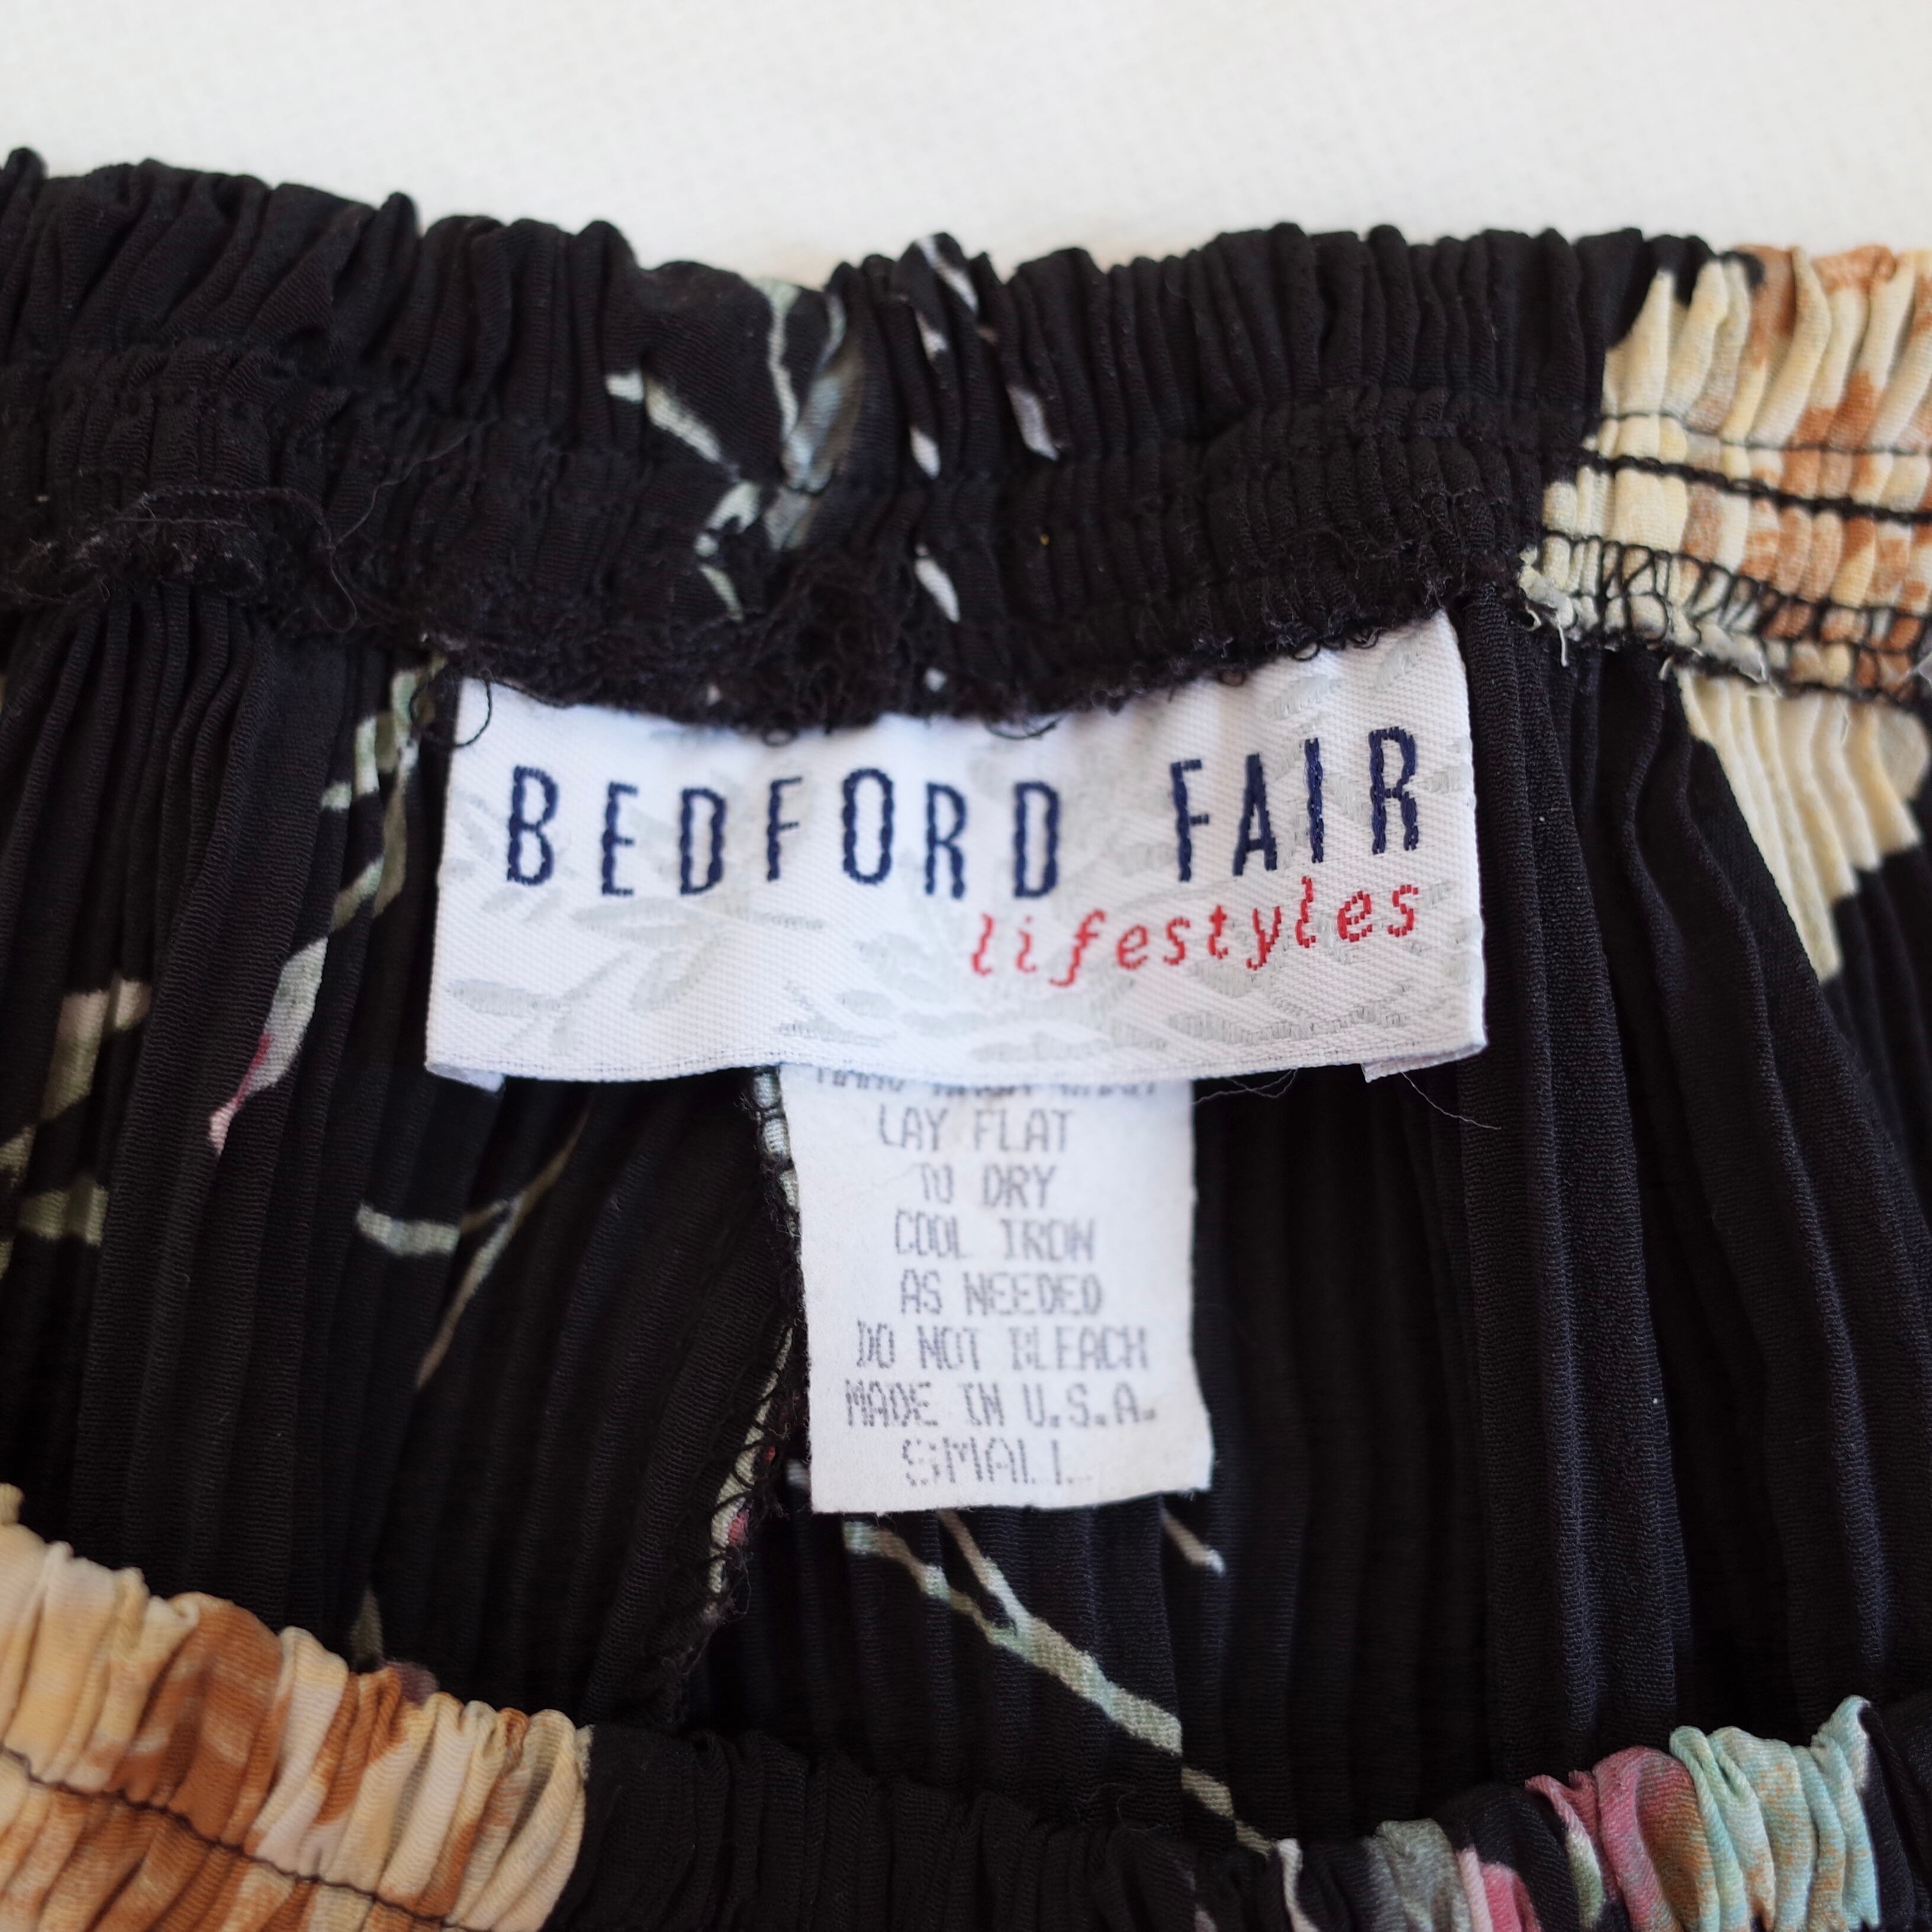 BEDFORD FAIR
lifestyles
LAY FLAT
TO DRY
COOL IRON
AS NEEDED
DO NOT BLEACH
MADE IN U.S.A.
SMALL